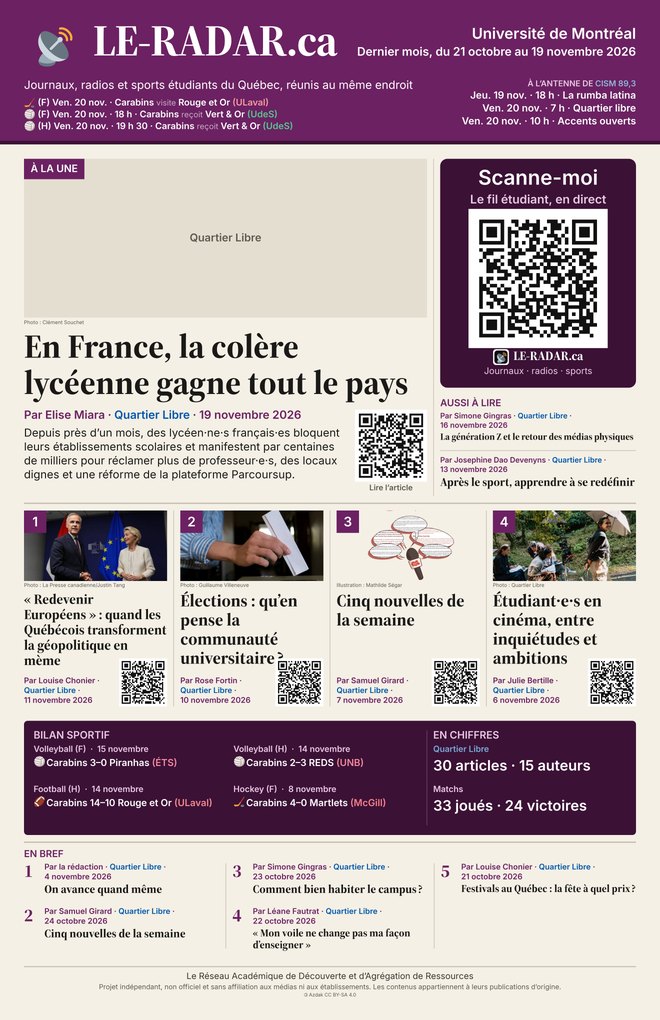 LE-RADAR.ca
Université de Montréal
Dernier mois, du 21 octobre au 19 novembre 2026
Journaux, radios et sports étudiants du Québec, réunis au même endroit
(F) Ven. 20 nov. · Carabins visite Rouge et Or (ULaval)
(F) Ven. 20 nov. · 18 h · Carabins reçoit Vert & Or (UdeS)
(H) Ven. 20 nov. · 19 h 30 · Carabins reçoit Vert & Or (UdeS)
À L'ANTENNE DE CISM 89,3
Jeu. 19 nov. · 18 h · La rumba latina
Ven. 20 nov. · 7 h · Quartier libre
Ven. 20 nov. · 10 h · Accents ouverts
À LA UNE
Quartier Libre
Photo : Clément Souchet
En France, la colère
lycéenne gagne tout le pays
Par Elise Miara · Quartier Libre · 19 novembre 2026
Depuis près d'un mois, des lycéen·ne·s français·es bloquent
leurs établissements scolaires et manifestent par centaines
de milliers pour réclamer plus de professeur·e·s, des locaux
dignes et une réforme de la plateforme Parcoursup.
Lire l'article
Scanne-moi
Le fil étudiant, en direct
LE-RADAR.ca
Journaux · radios · sports
AUSSI À LIRE
Par Simone Gingras · Quartier Libre ·
16 novembre 2026
La génération Z et le retour des médias physiques
Par Josephine Dao Devenyns · Quartier Libre ·
13 novembre 2026
Après le sport, apprendre à se redéfinir
1
Photo : La Presse canadienne/Justin Tang
« Redevenir
Européens » : quand les
Québécois transforment
la géopolitique en
mème
Par Louise Chonier ·
Quartier Libre ·
11 novembre 2026
2
Photo : Guillaume Villeneuve
Élections : qu'en
pense la
communauté
universitaire ?
Par Rose Fortin ·
Quartier Libre ·
10 novembre 2026
3
Illustration : Mathilde Ségar
Cinq nouvelles de
la semaine
Par Samuel Girard ·
Quartier Libre ·
7 novembre 2026
4
Photo : Quartier Libre
Étudiant·e·s en
cinéma, entre
inquiétudes et
ambitions
Par Julie Bertille ·
Quartier Libre ·
6 novembre 2026
BILAN SPORTIF
Volleyball (F) · 15 novembre
Carabins 3–0 Piranhas (ÉTS)
Volleyball (H) · 14 novembre
Carabins 2–3 REDS (UNB)
Football (H) · 14 novembre
Carabins 14–10 Rouge et Or (ULaval)
Hockey (F) · 8 novembre
Carabins 4–0 Martlets (McGill)
EN CHIFFRES
Quartier Libre
30 articles · 15 auteurs
Matchs
33 joués · 24 victoires
EN BREF
1
Par la rédaction · Quartier Libre ·
4 novembre 2026
On avance quand même
2
Par Samuel Girard · Quartier Libre ·
24 octobre 2026
Cinq nouvelles de la semaine
3
Par Simone Gingras · Quartier Libre ·
23 octobre 2026
Comment bien habiter le campus ?
4
Par Léane Fautrat · Quartier Libre ·
22 octobre 2026
« Mon voile ne change pas ma façon
d'enseigner »
5
Par Louise Chonier · Quartier Libre ·
21 octobre 2026
Festivals au Québec : la fête à quel prix ?
Le Réseau Académique de Découverte et d'Agrégation de Ressources
Projet indépendant, non officiel et sans affiliation aux médias ni aux établissements. Les contenus appartiennent à leurs publications d'origine.
© Azdak CC BY-SA 4.0